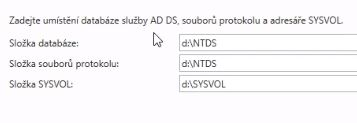 Zadejte umístění databáze služby AD DS, souborů protokolu a adresáře SYSVOL.
Složka databáze: d:\NTDS
Složka souborů protokolu: d:\NTDS
Složka SYSVOL: d:\SYSVOL